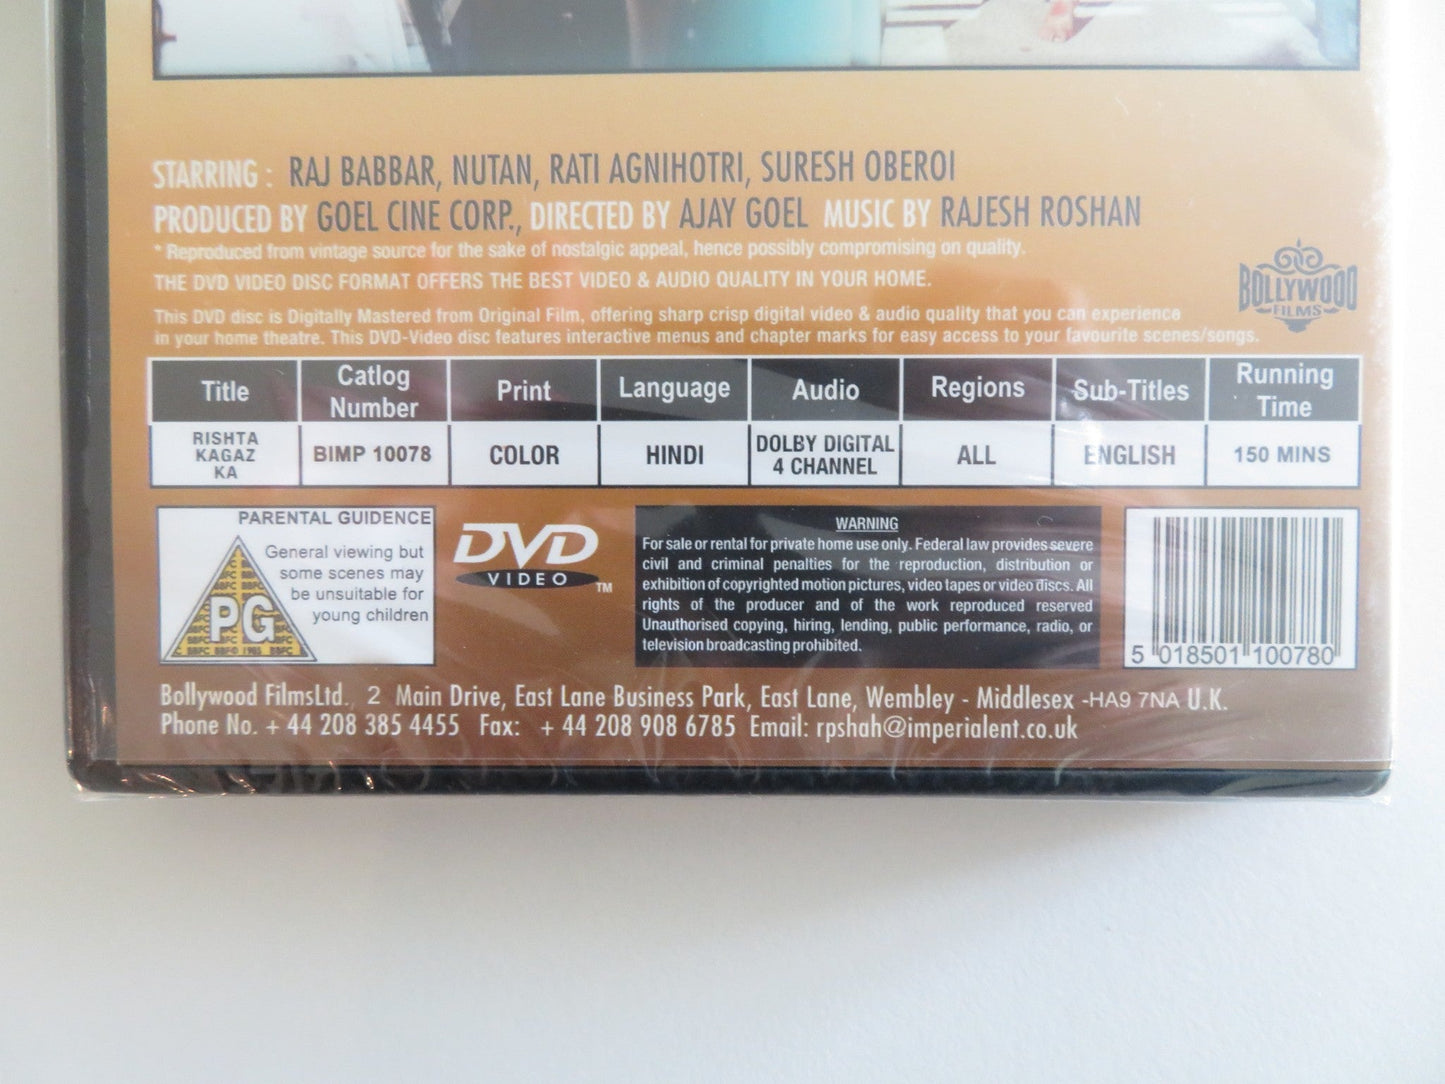 STARRING : RAJ BABBAR, NUTAN, RATI AGNIHOTRI, SURESH OBEROI
PRODUCED BY GOEL CINE CORP., DIRECTED BY AJAY GOEL MUSIC BY RAJESH ROSHAN
* Reproduced from vintage source for the sake of nostalgic appeal, hence possibly compromising on quality.
THE DVD VIDEO DISC FORMAT OFFERS THE BEST VIDEO & AUDIO QUALITY IN YOUR HOME.
This DVD disc is Digitally Mastered from Original Film, offering sharp crisp digital video & audio quality that you can experience
in your home theatre. This DVD-Video disc features interactive menus and chapter marks for easy access to your favourite scenes/songs.
BOLLYWOOD
FILMS
Title
Catlog
Number
Print
Language
Audio
Regions
Sub-Titles
Running
Time
RISHTA
KAGAZ
KA
BIMP 10078
COLOR
HINDI
DOLBY DIGITAL
4 CHANNEL
ALL
ENGLISH
150 MINS
PARENTAL GUIDENCE
General viewing but
some scenes may
be unsuitable for
young children
PG
BBFC BBF© 1985 BBFC
DVD
VIDEO
TM
WARNING
For sale or rental for private home use only. Federal law provides severe
civil and criminal penalties for the reproduction, distribution or
exhibition of copyrighted motion pictures, video tapes or video discs. All
rights of the producer and of the work reproduced reserved
Unauthorised copying, hiring, lending, public performance, radio, or
television broadcasting prohibited.
5 018501 100780
Bollywood FilmsLtd., 2 Main Drive, East Lane Business Park, East Lane, Wembley - Middlesex -HA9 7NA U.K.
Phone No. + 44 208 385 4455 Fax: + 44 208 908 6785 Email: rpshah@imperialent.co.uk